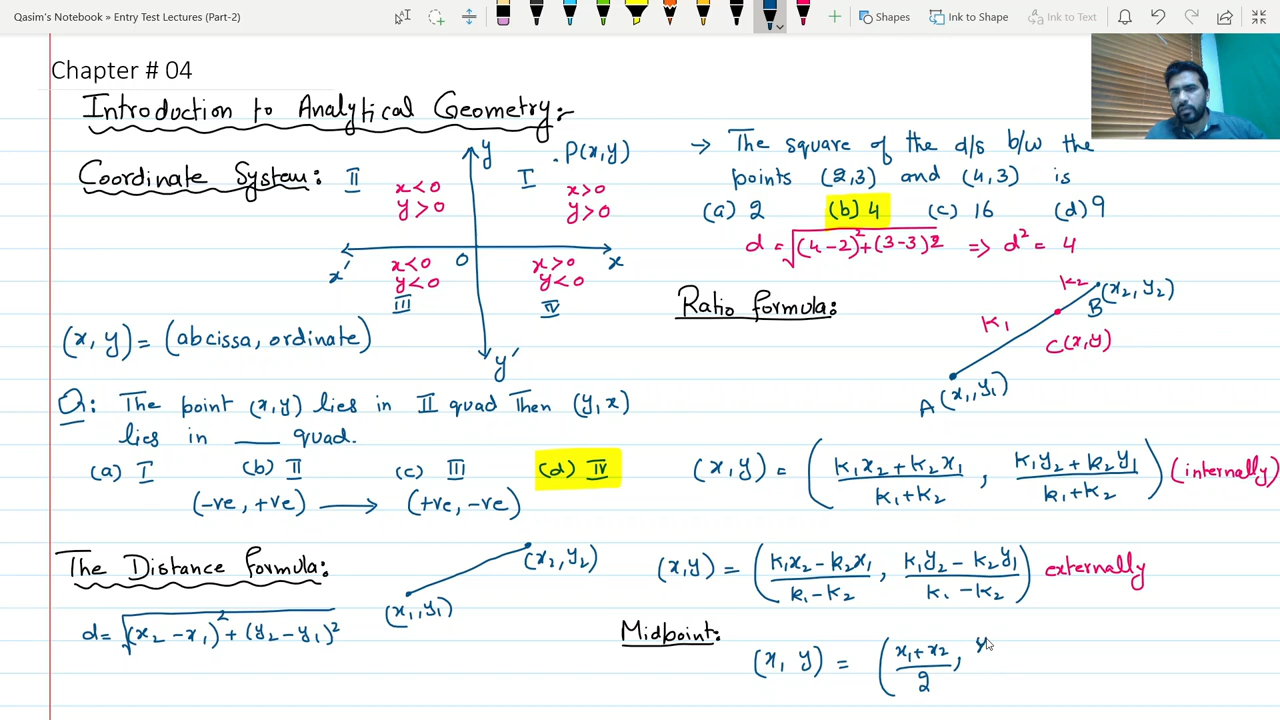 Qasim's Notebook » Entry Test Lectures (Part-2)
Shapes Ink to Shape Ink to Text
Chapter # 04
Introduction to Analytical Geometry:-
Coordinate System:
II x<0 y>0
y
I x>0 y>0
. P(x,y)
x' O x
x<0 y<0 III
x>0 y<0 IV
y'
(x, y) = (abcissa, ordinate)
Q: The point (x,y) lies in II quad Then (y,x)
lies in ___ quad.
(a) I (b) II (c) III (d) IV
(-ve, +ve) ⟶ (+ve, -ve)
The Distance formula:
(x₂, y₂)
(x₁, y₁)
d = √(x₂ - x₁)² + (y₂ - y₁)²
→ The square of the d/s b/w the
points (2,3) and (4,3) is
(a) 2 (b) 4 (c) 16 (d) 9
d = √(4-2)² + (3-3)² ⇒ d² = 4
Ratio formula:
K₂ B(x₂, y₂)
K₁
C(x,y)
A(x₁, y₁)
(x, y) = ( K₁x₂ + K₂x₁ / K₁ + K₂ , K₁y₂ + k₂y₁ / k₁ + k₂ ) (internally)
(x,y) = ( K₁x₂ - k₂x₁ / k₁ - K₂ , K₁y₂ - K₂y₁ / K₁ - K₂ ) externally
Midpoint:
(x, y) = ( x₁ + x₂ / 2 , y